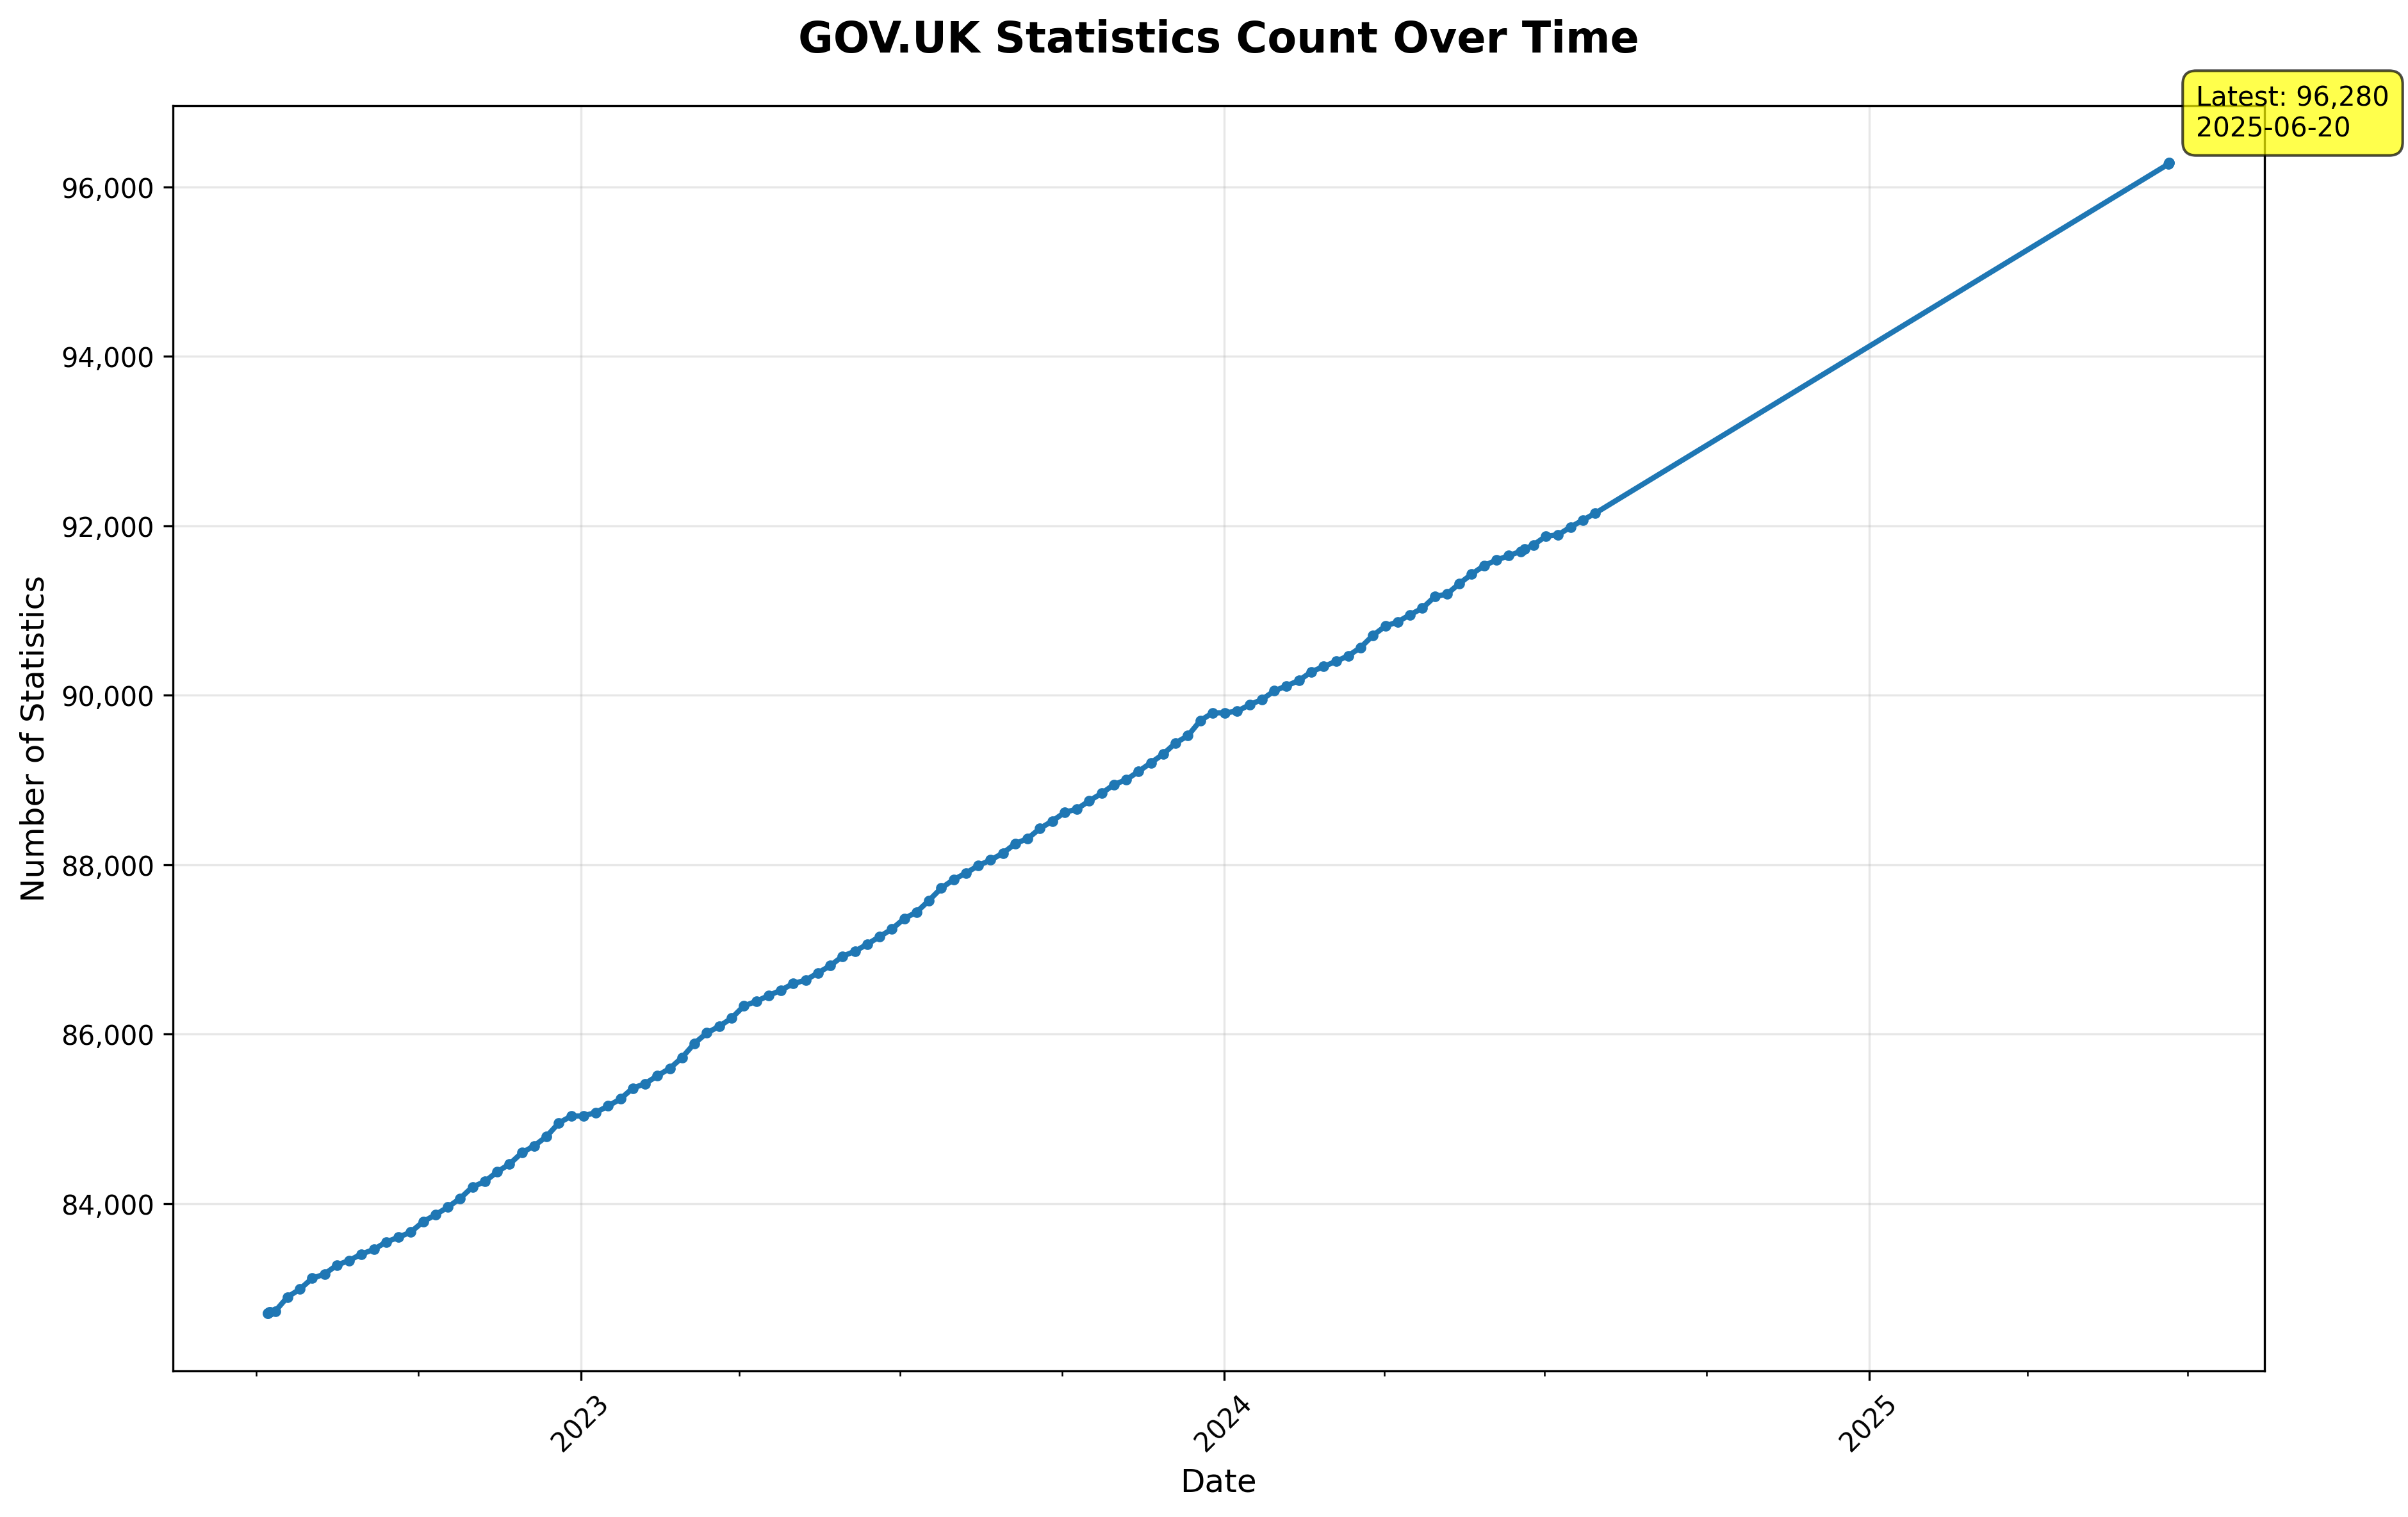 GOV.UK Statistics Count Over Time
Latest: 96,280
2025-06-20
96,000
94,000
92,000
90,000
88,000
86,000
84,000
Number of Statistics
2023
2024
2025
Date